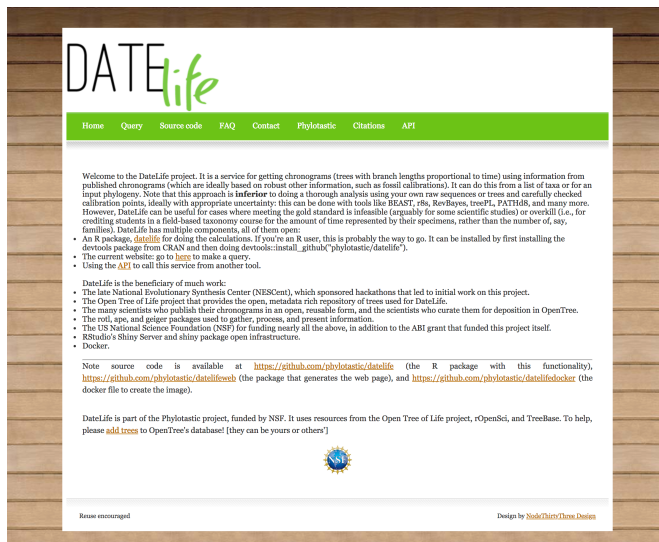 DATElife
Home Query Source code FAQ Contact Phylotastic Citations API
Welcome to the DateLife project. It is a service for getting chronograms (trees with branch lengths proportional to time) using information from
published chronograms (which are ideally based on robust other information, such as fossil calibrations). It can do this from a list of taxa or for an
input phylogeny. Note that this approach is inferior to doing a thorough analysis using your own raw sequences or trees and carefully checked
calibration points, ideally with appropriate uncertainty: this can be done with tools like BEAST, r8s, RevBayes, treePL, PATHd8, and many more.
However, DateLife can be useful for cases where meeting the gold standard is infeasible (arguably for some scientific studies) or overkill (i.e., for
crediting students in a field-based taxonomy course for the amount of time represented by their specimens, rather than the number of, say,
families). DateLife has multiple components, all of them open:
• An R package, datelife for doing the calculations. If you're an R user, this is probably the way to go. It can be installed by first installing the
devtools package from CRAN and then doing devtools::install_github("phylotastic/datelife").
• The current website: go to here to make a query.
• Using the API to call this service from another tool.
DateLife is the beneficiary of much work:
• The late National Evolutionary Synthesis Center (NESCent), which sponsored hackathons that led to initial work on this project.
• The Open Tree of Life project that provides the open, metadata rich repository of trees used for DateLife.
• The many scientists who publish their chronograms in an open, reusable form, and the scientists who curate them for deposition in OpenTree.
• The rotl, ape, and geiger packages used to gather, process, and present information.
• The US National Science Foundation (NSF) for funding nearly all the above, in addition to the ABI grant that funded this project itself.
• RStudio's Shiny Server and shiny package open infrastructure.
• Docker.
Note source code is available at https://github.com/phylotastic/datelife (the R package with this functionality),
https://github.com/phylotastic/datelifeweb (the package that generates the web page), and https://github.com/phylotastic/datelifedocker (the
docker file to create the image).
DateLife is part of the Phylotastic project, funded by NSF. It uses resources from the Open Tree of Life project, rOpenSci, and TreeBase. To help,
please add trees to OpenTree's database! [they can be yours or others']
NSF
Reuse encouraged
Design by NodeThirtyThree Design